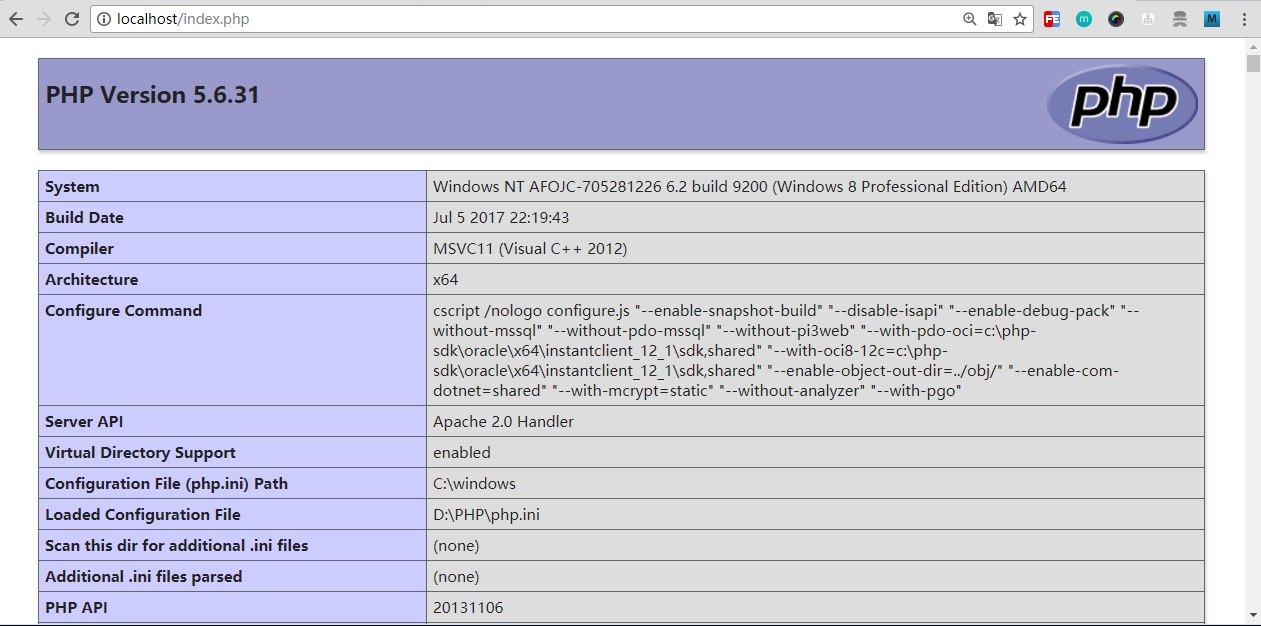 localhost/index.php
PHP Version 5.6.31
php
System Windows NT AFOJC-705281226 6.2 build 9200 (Windows 8 Professional Edition) AMD64
Build Date Jul 5 2017 22:19:43
Compiler MSVC11 (Visual C++ 2012)
Architecture x64
Configure Command cscript /nologo configure.js "--enable-snapshot-build" "--disable-isapi" "--enable-debug-pack" "--
without-mssql" "--without-pdo-mssql" "--without-pi3web" "--with-pdo-oci=c:\php-
sdk\oracle\x64\instantclient_12_1\sdk,shared" "--with-oci8-12c=c:\php-
sdk\oracle\x64\instantclient_12_1\sdk,shared" "--enable-object-out-dir=../obj/" "--enable-com-
dotnet=shared" "--with-mcrypt=static" "--without-analyzer" "--with-pgo"
Server API Apache 2.0 Handler
Virtual Directory Support enabled
Configuration File (php.ini) Path C:\windows
Loaded Configuration File D:\PHP\php.ini
Scan this dir for additional .ini files (none)
Additional .ini files parsed (none)
PHP API 20131106